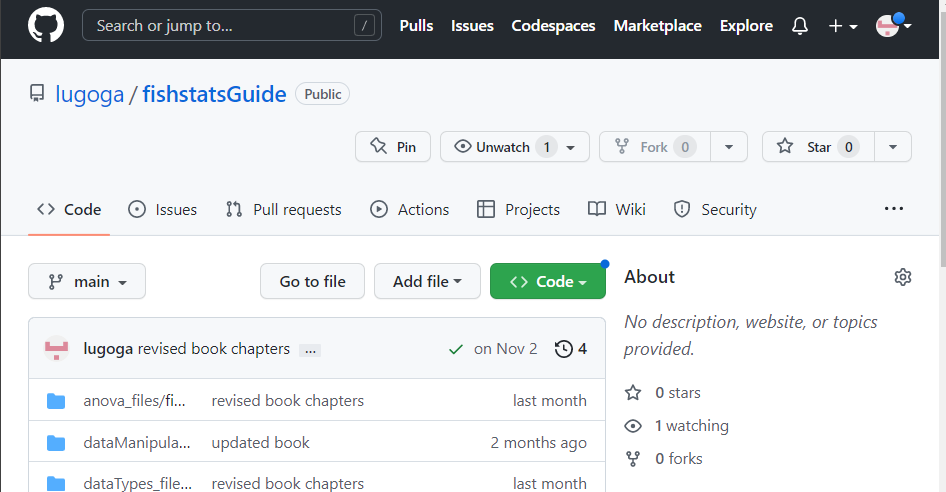 Search or jump to... /
Pulls Issues Codespaces Marketplace Explore
lugoga / fishstatsGuide Public
Pin Unwatch 1 Fork 0 Star 0
Code Issues Pull requests Actions Projects Wiki Security ...
main Go to file Add file Code
About
No description, website, or topics
provided.
lugoga revised book chapters ... on Nov 2 4
anova_files/fi... revised book chapters last month
dataManipula... updated book 2 months ago
dataTypes_file... revised book chapters last month
0 stars
1 watching
0 forks